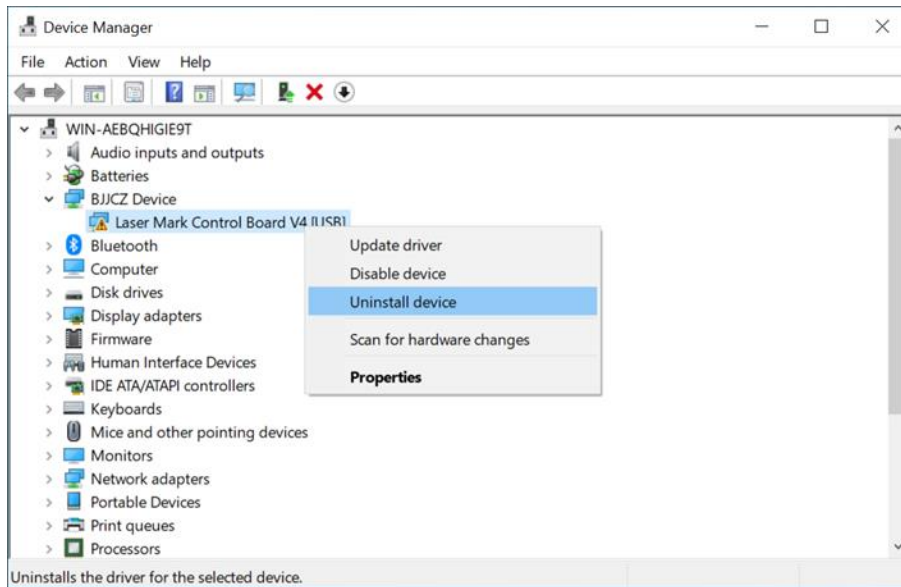 Device Manager
File Action View Help
WIN-AEBQHIGIE9T
Audio inputs and outputs
Batteries
BJJCZ Device
Laser Mark Control Board V4 [USB]
Update driver
Bluetooth
Disable device
Computer
Uninstall device
Disk drives
Display adapters
Scan for hardware changes
Firmware
Human Interface Devices
Properties
IDE ATA/ATAPI controllers
Keyboards
Mice and other pointing devices
Monitors
Network adapters
Portable Devices
Print queues
Processors
Uninstalls the driver for the selected device.